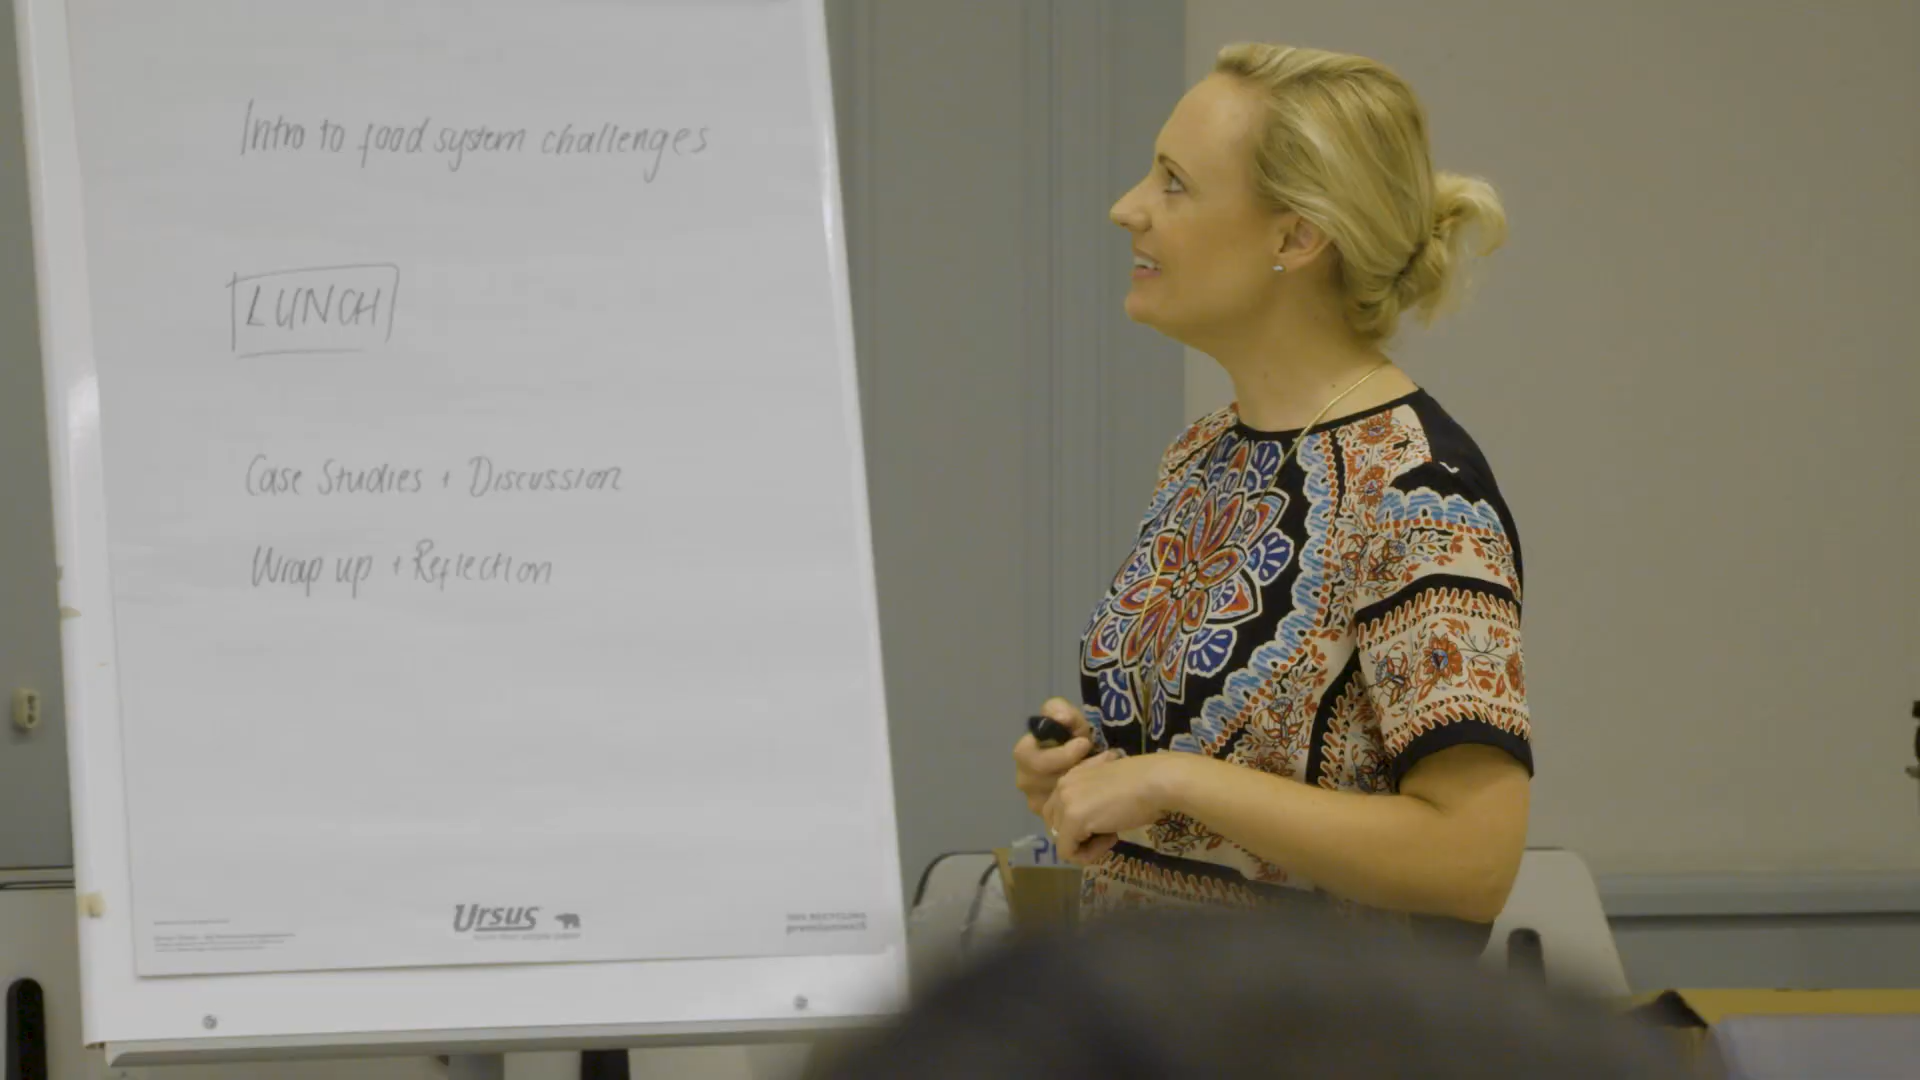 Intro to food system challenges
LUNCH
Case Studies + Discussion
Wrap up + Reflection
Ursus